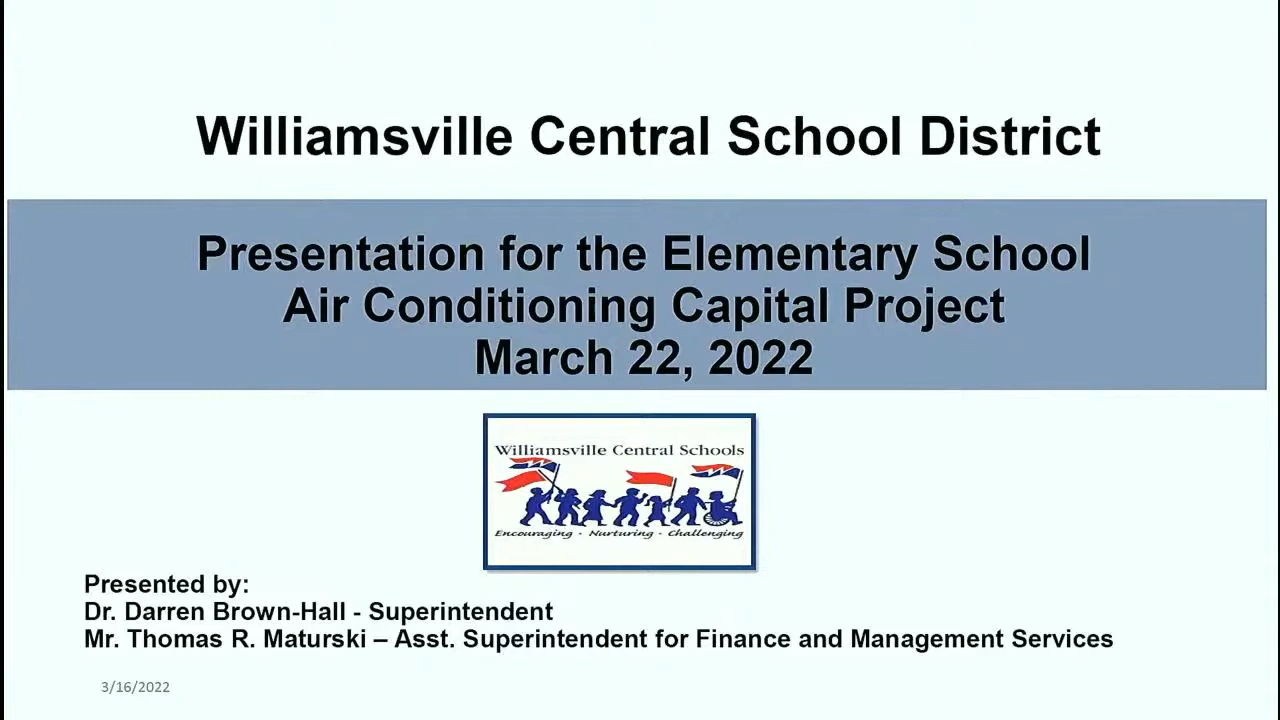 Williamsville Central School District
Presentation for the Elementary School
Air Conditioning Capital Project
March 22, 2022
Williamsville Central Schools
Encouraging - Nurturing - Challenging
Presented by:
Dr. Darren Brown-Hall - Superintendent
Mr. Thomas R. Maturski – Asst. Superintendent for Finance and Management Services
3/16/2022